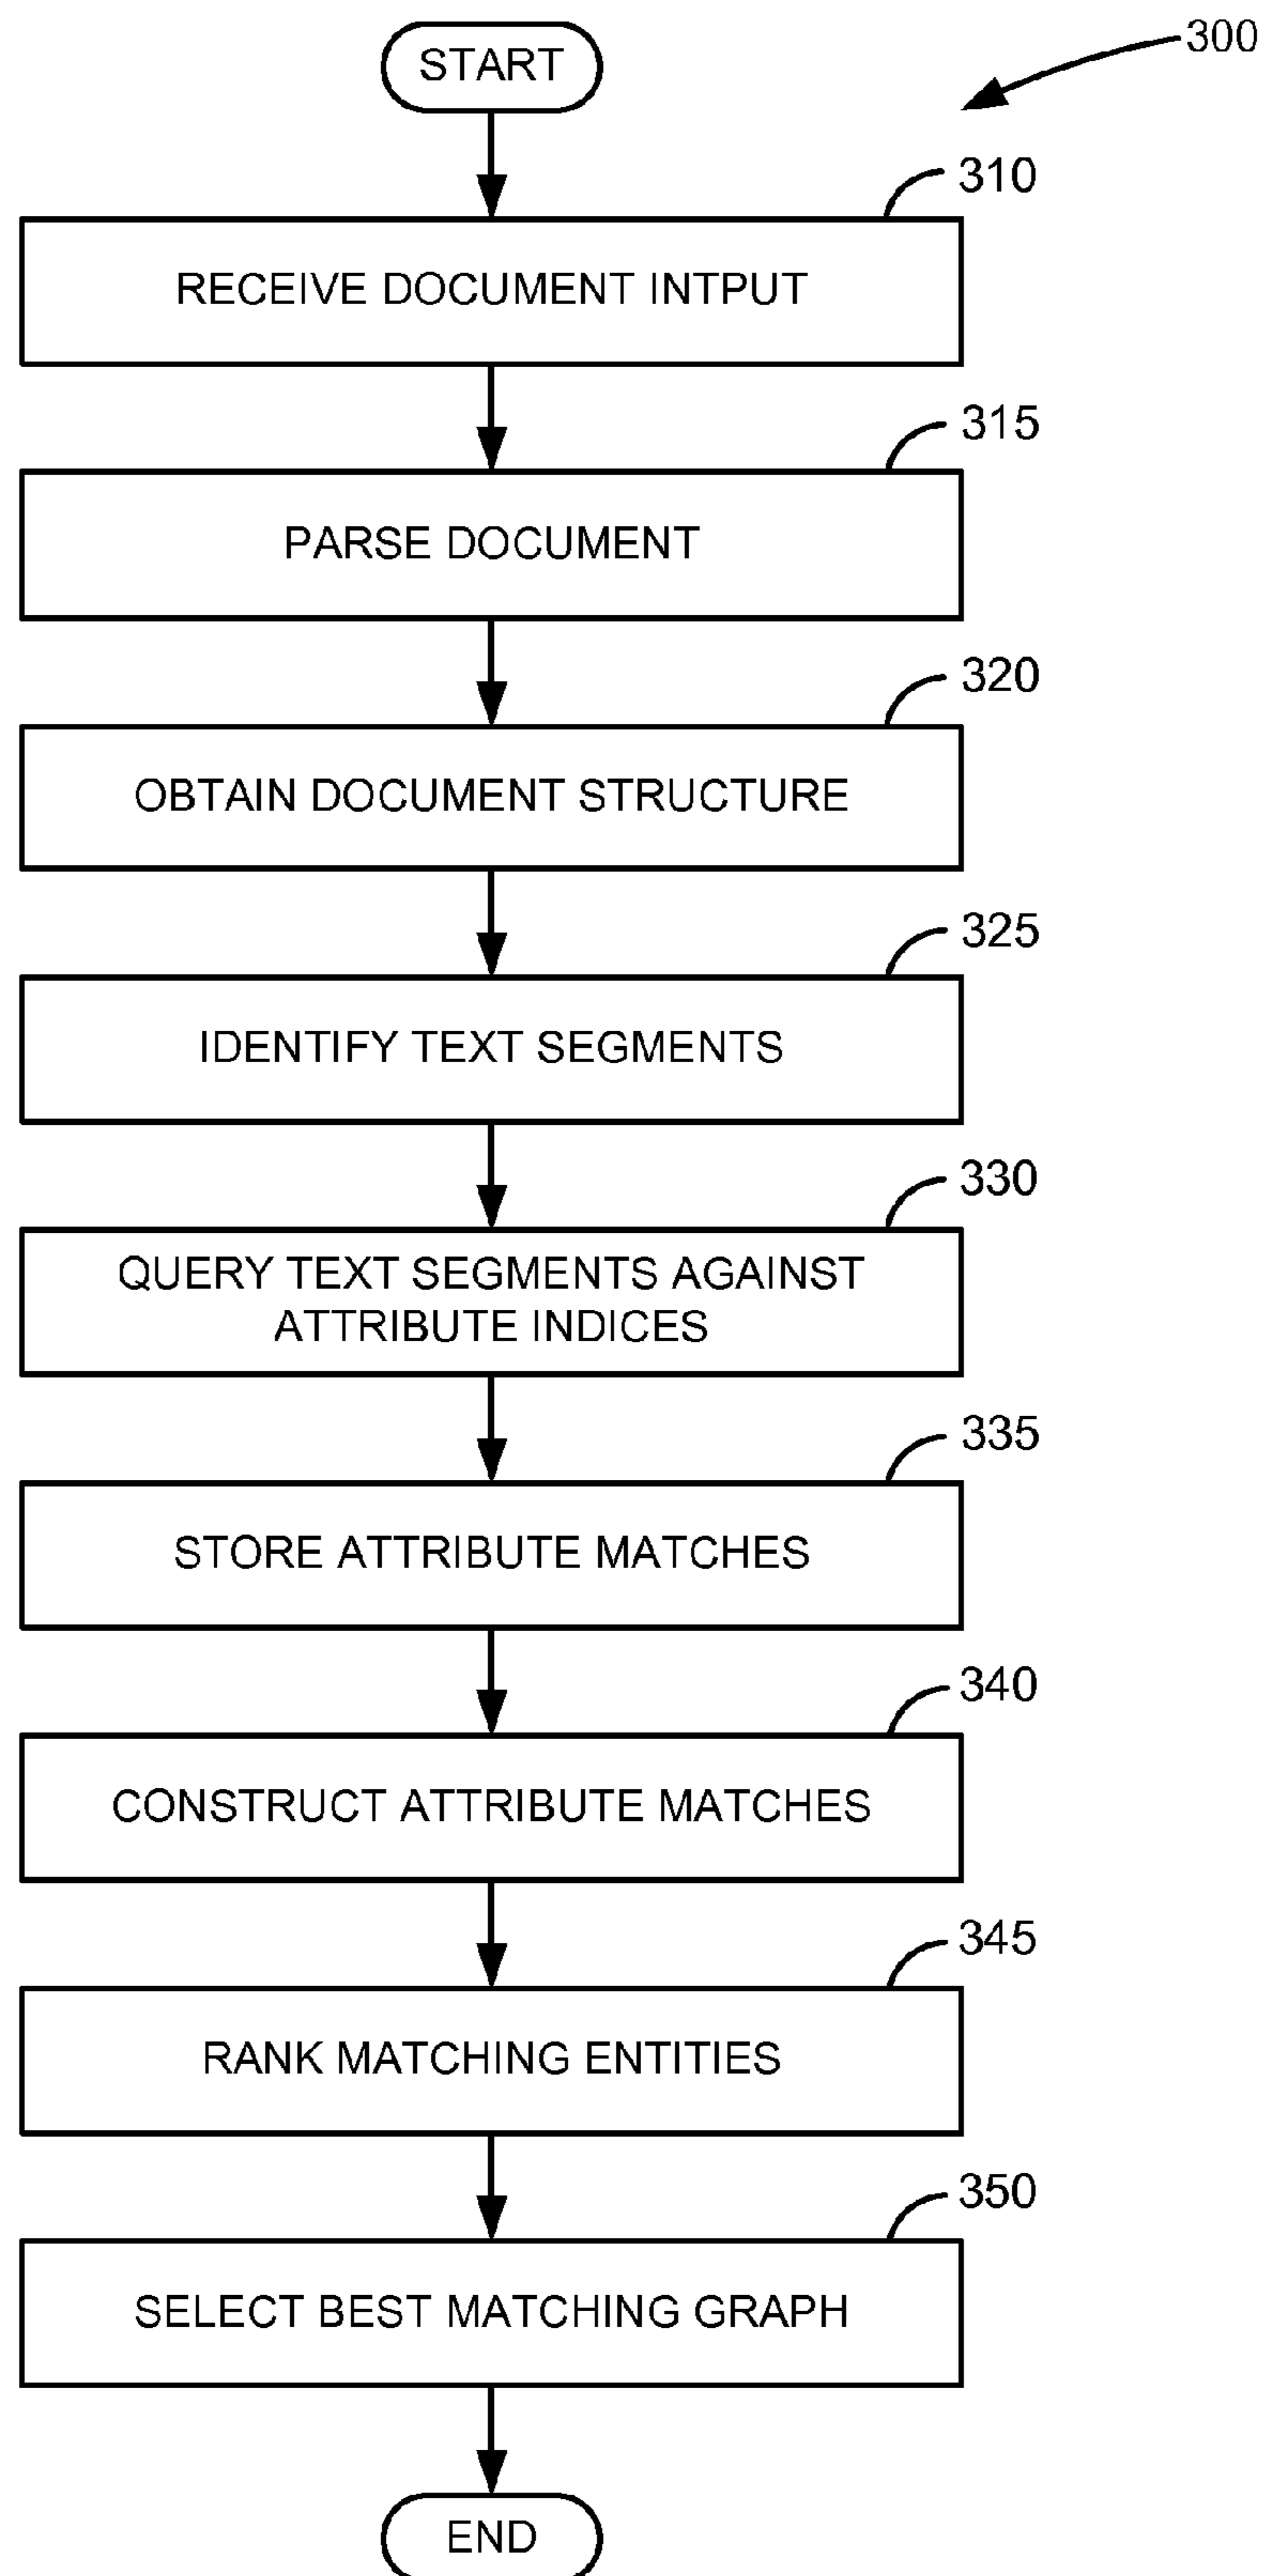 START
300
310
RECEIVE DOCUMENT INTPUT
315
PARSE DOCUMENT
320
OBTAIN DOCUMENT STRUCTURE
325
IDENTIFY TEXT SEGMENTS
330
QUERY TEXT SEGMENTS AGAINST
ATTRIBUTE INDICES
335
STORE ATTRIBUTE MATCHES
340
CONSTRUCT ATTRIBUTE MATCHES
345
RANK MATCHING ENTITIES
350
SELECT BEST MATCHING GRAPH
END